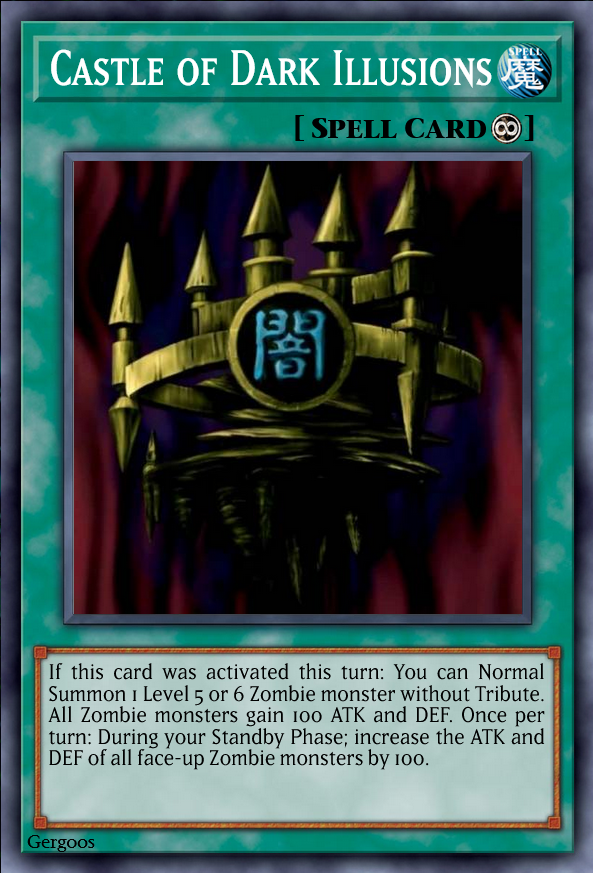 Castle of Dark Illusions
SPELL
魔
[ Spell Card ]
闇
If this card was activated this turn: You can Normal
Summon 1 Level 5 or 6 Zombie monster without Tribute.
All Zombie monsters gain 100 ATK and DEF. Once per
turn: During your Standby Phase; increase the ATK and
DEF of all face-up Zombie monsters by 100.
Gergoos